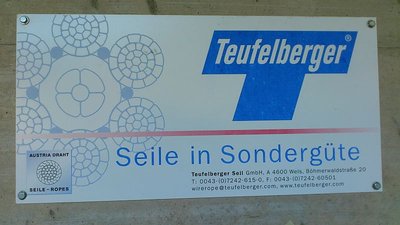 Teufelberger®
Seile in Sondergüte
Teufelberger Seil GmbH, A 4600 Wels, Böhmerwaldstraße 20
T: 0043-(0)7242-615-0, F: 0043-(0)7242-60501
wirerope@teufelberger.com, www.teufelberger.com
AUSTRIA DRAHT
SEILE - ROPES